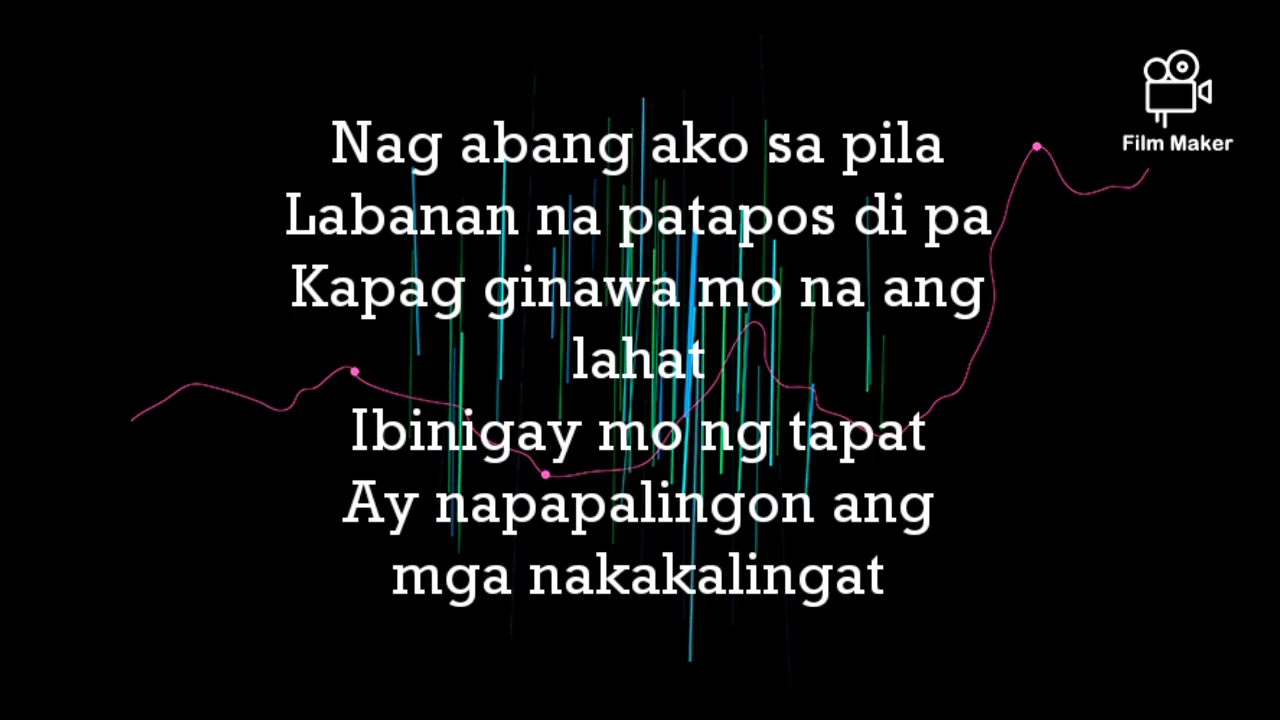 Film Maker
Nag abang ako sa pila
Labanan na patapos di pa
Kapag ginawa mo na ang
lahat
Ibinigay mo ng tapat
Ay napapalingon ang
mga nakakalingat